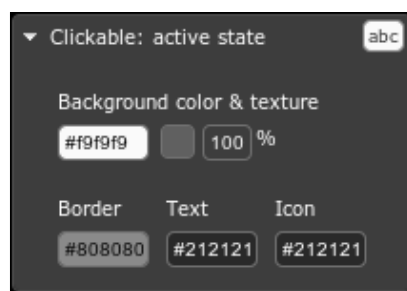 Clickable: active state abc
Background color & texture
#f9f9f9 100 %
Border Text Icon
#808080 #212121 #212121